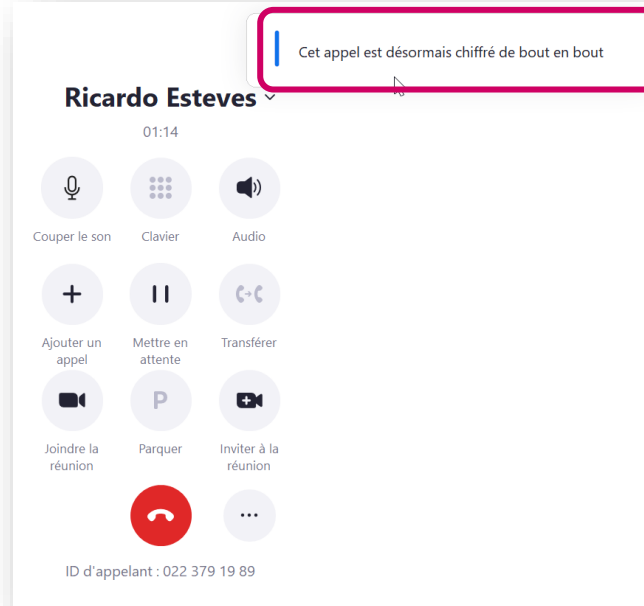 Cet appel est désormais chiffré de bout en bout
Ricardo Esteves
01:14
Couper le son
Clavier
Audio
Ajouter un
appel
Mettre en
attente
Transférer
P
Joindre la
réunion
Parquer
Inviter à la
réunion
ID d'appelant : 022 379 19 89